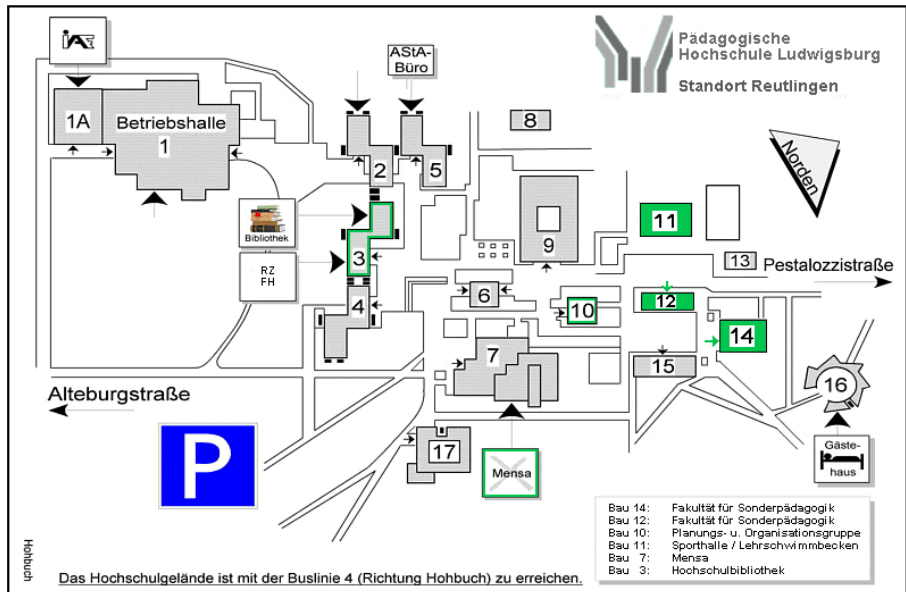 AStA-
Büro
Pädagogische
Hochschule Ludwigsburg
Standort Reutlingen
1A
Betriebshalle
1
2
5
8
Norden
Bibliothek
RZ
FH
3
4
9
11
13
Pestalozzistraße
6
10
12
14
7
15
16
Alteburgstraße
P
17
Mensa
Gäste-
haus
Bau 14: Fakultät für Sonderpädagogik
Bau 12: Fakultät für Sonderpädagogik
Bau 10: Planungs- u. Organisationsgruppe
Bau 11: Sporthalle / Lehrschwimmbecken
Bau 7: Mensa
Bau 3: Hochschulbibliothek
Hohbuch
Das Hochschulgelände ist mit der Buslinie 4 (Richtung Hohbuch) zu erreichen.